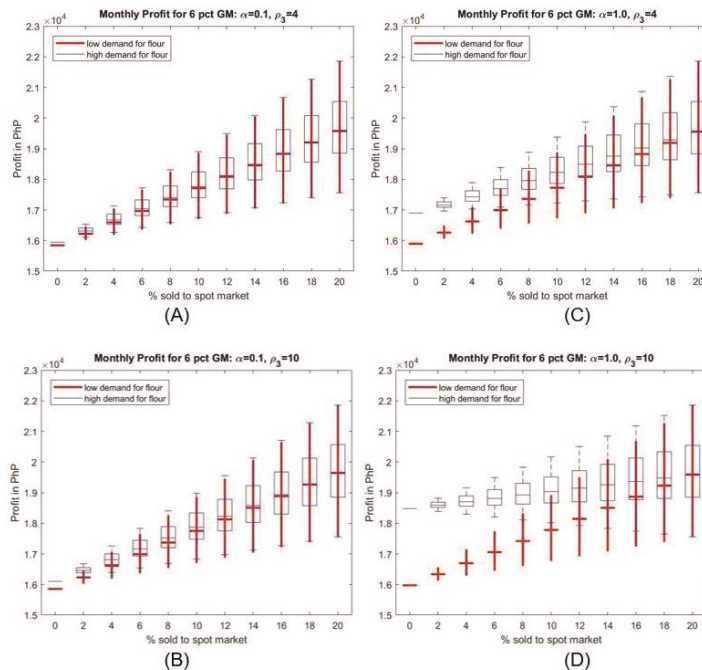 Monthly Profit for 6 pct GM: α=0.1, ρ3=4
×10⁴
2.3
2.2
2.1
2
1.9
1.8
1.7
1.6
1.5
Profit in PhP
low demand for flour
high demand for flour
0 2 4 6 8 10 12 14 16 18 20
% sold to spot market
(A)
Monthly Profit for 6 pct GM: α=1.0, ρ3=4
×10⁴
2.3
2.2
2.1
2
1.9
1.8
1.7
1.6
1.5
Profit in PhP
low demand for flour
high demand for flour
0 2 4 6 8 10 12 14 16 18 20
% sold to spot market
(C)
Monthly Profit for 6 pct GM: α=0.1, ρ3=10
×10⁴
2.3
2.2
2.1
2
1.9
1.8
1.7
1.6
1.5
Profit in PhP
low demand for flour
high demand for flour
0 2 4 6 8 10 12 14 16 18 20
% sold to spot market
(B)
Monthly Profit for 6 pct GM: α=1.0, ρ3=10
×10⁴
2.3
2.2
2.1
2
1.9
1.8
1.7
1.6
1.5
Profit in PhP
low demand for flour
high demand for flour
0 2 4 6 8 10 12 14 16 18 20
% sold to spot market
(D)